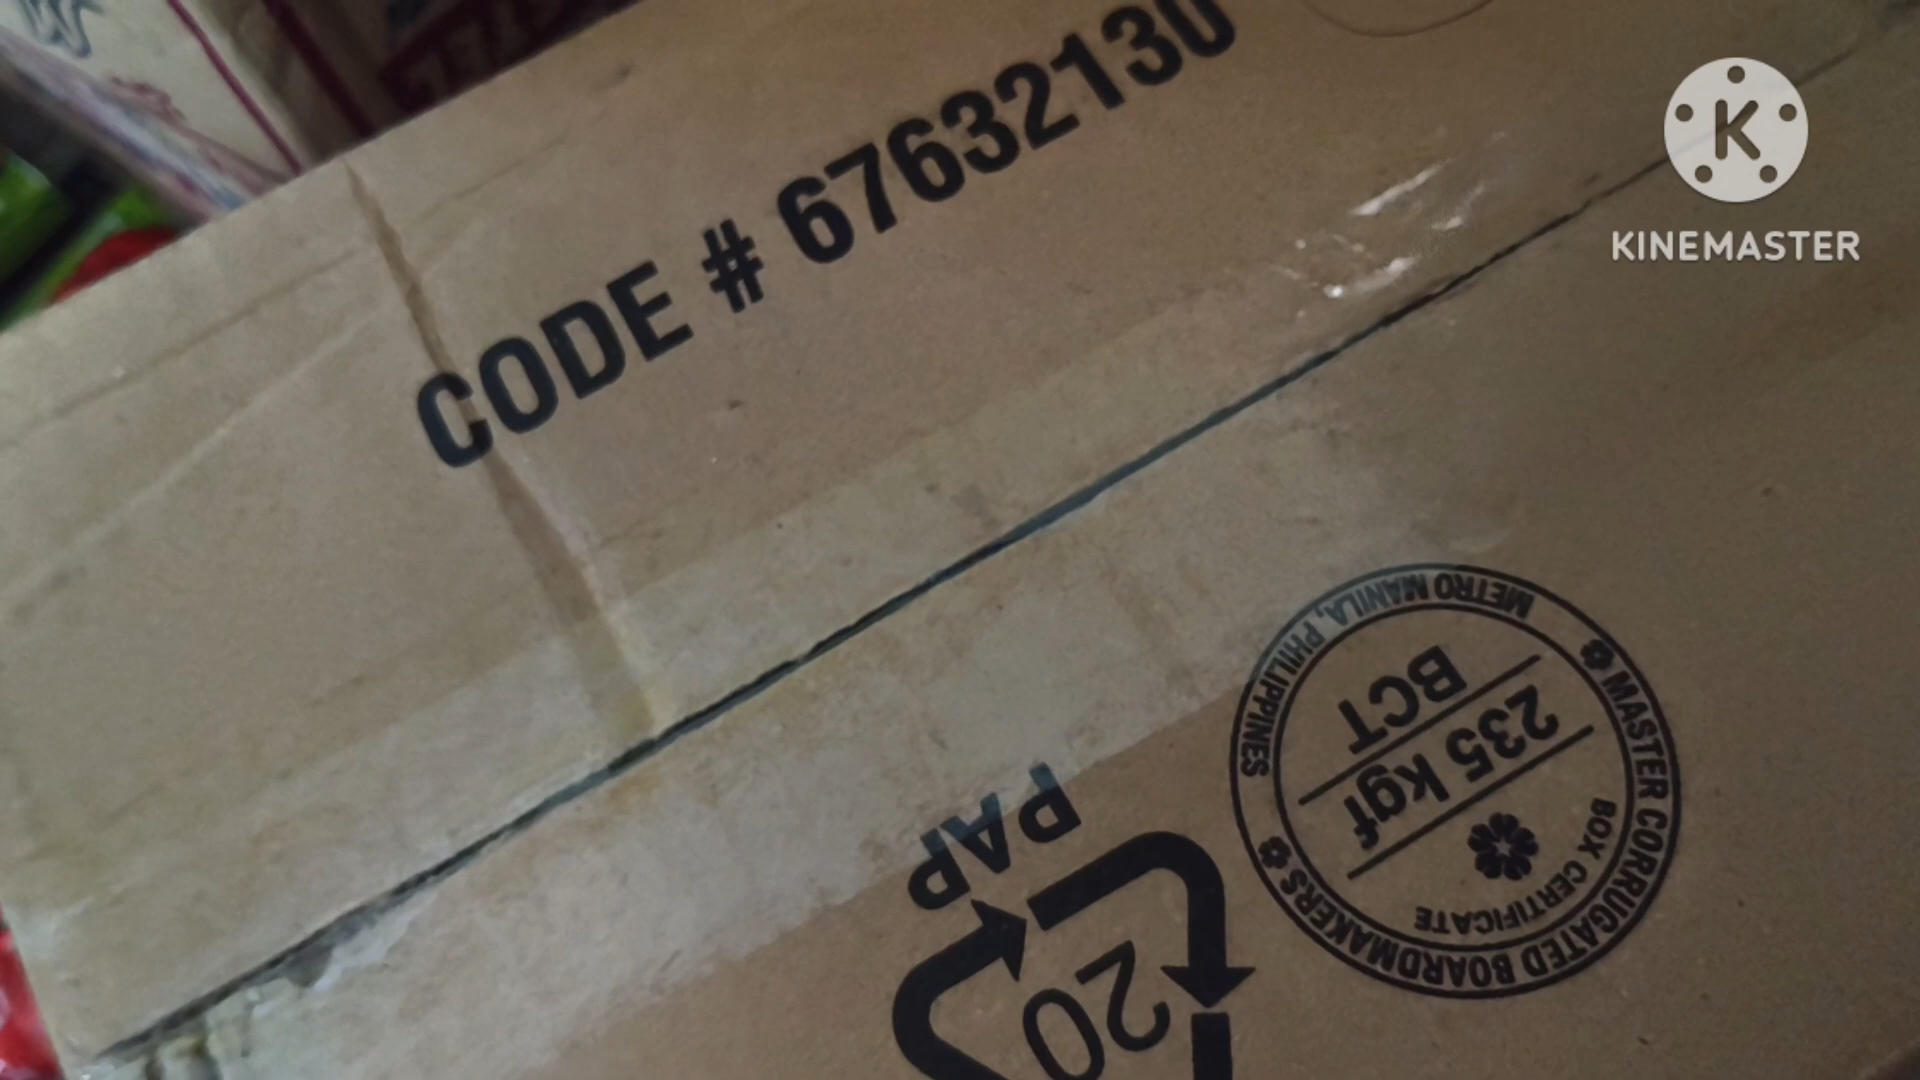 CODE # 67632130
K
KINEMASTER
METRO MANILA, PHILIPPINES
MASTER CORRUGATED BOARDMAKERS
BOX CERTIFICATE
235 kgf
BCT
20
PAP